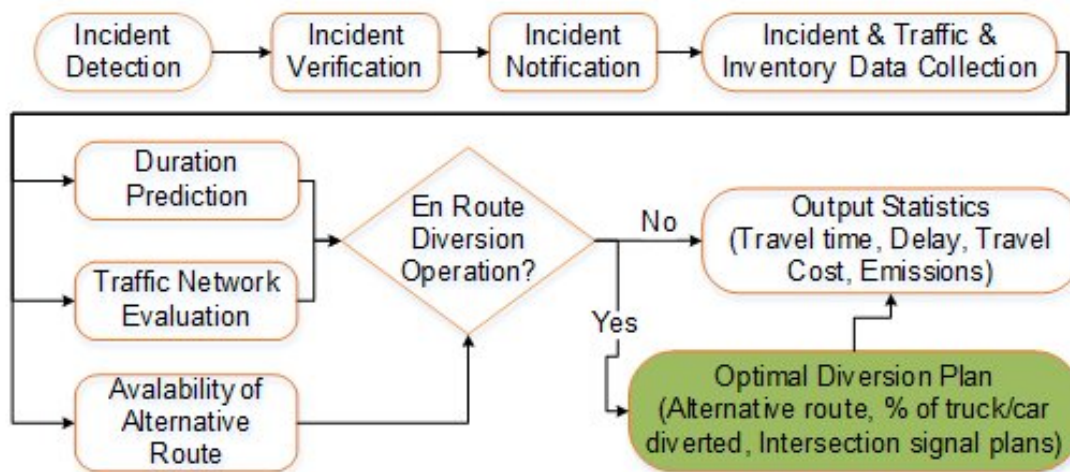 Incident
Detection
Incident
Verification
Incident
Notification
Incident & Traffic &
Inventory Data Collection
Duration
Prediction
Traffic Network
Evaluation
Avalability of
Alternative
Route
En Route
Diversion
Operation?
No
Yes
Output Statistics
(Travel time, Delay, Travel
Cost, Emissions)
Optimal Diversion Plan
(Alternative route, % of truck/car
diverted, Intersection signal plans)